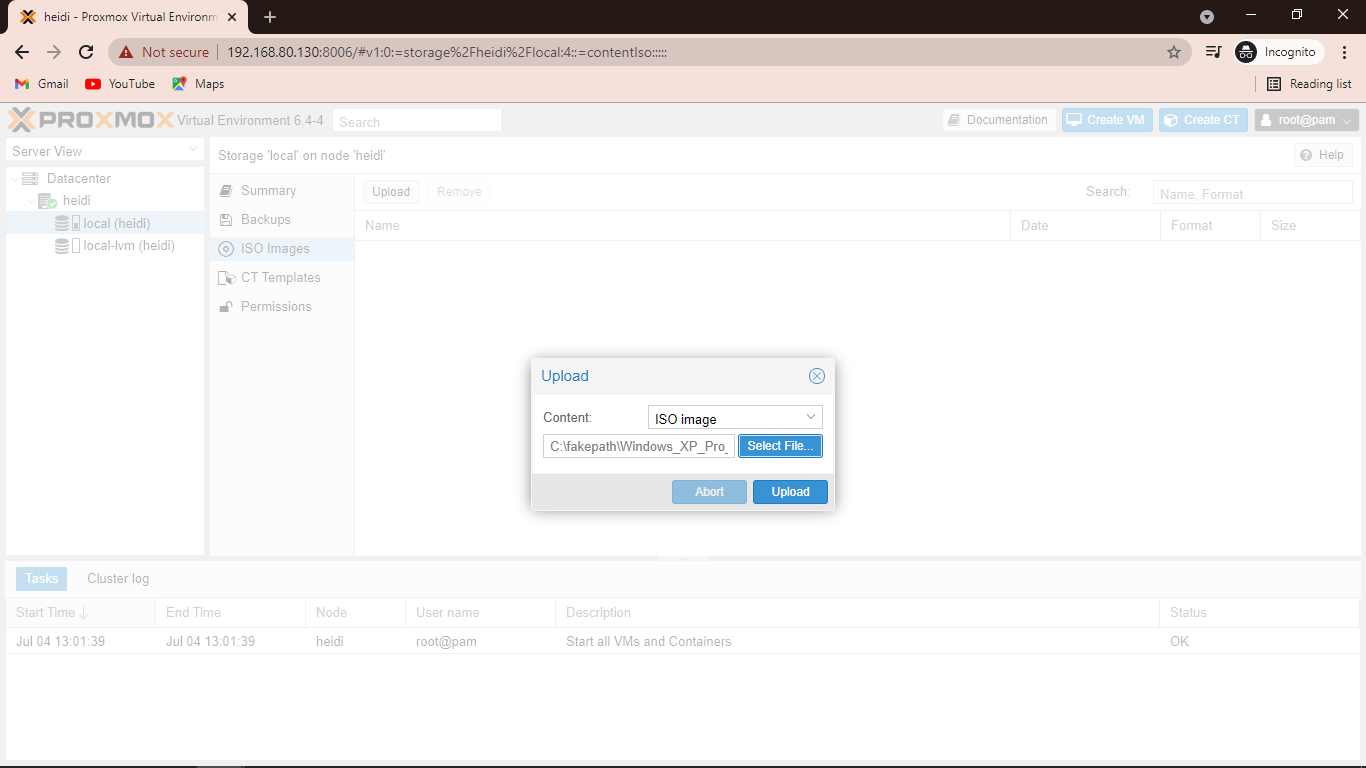 heidi - Proxmox Virtual Environm
Not secure 192.168.80.130:8006/#v1:0:=storage%2Fheidi%2Flocal:4::=contentIso::::: Incognito
Gmail YouTube Maps Reading list
PROXMOX Virtual Environment 6.4-4 Search Documentation Create VM Create CT root@pam
Server View
Storage 'local' on node 'heidi' Help
Datacenter
heidi
local (heidi)
local-lvm (heidi)
Summary
Backups
ISO Images
CT Templates
Permissions
Upload Remove Search: Name, Format
Name Date Format Size
Upload
Content: ISO image
C:\fakepath\Windows_XP_Pro_ Select File...
Abort Upload
Tasks Cluster log
Start Time End Time Node User name Description Status
Jul 04 13:01:39 Jul 04 13:01:39 heidi root@pam Start all VMs and Containers OK